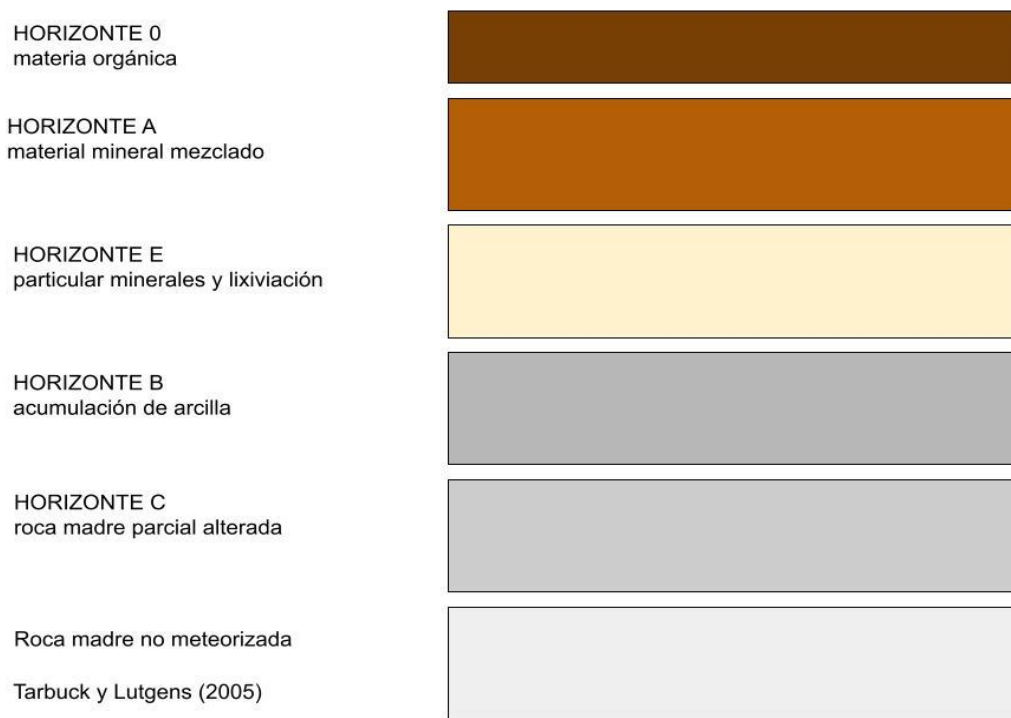 HORIZONTE 0
materia orgánica
HORIZONTE A
material mineral mezclado
HORIZONTE E
particular minerales y lixiviación
HORIZONTE B
acumulación de arcilla
HORIZONTE C
roca madre parcial alterada
Roca madre no meteorizada
Tarbuck y Lutgens (2005)